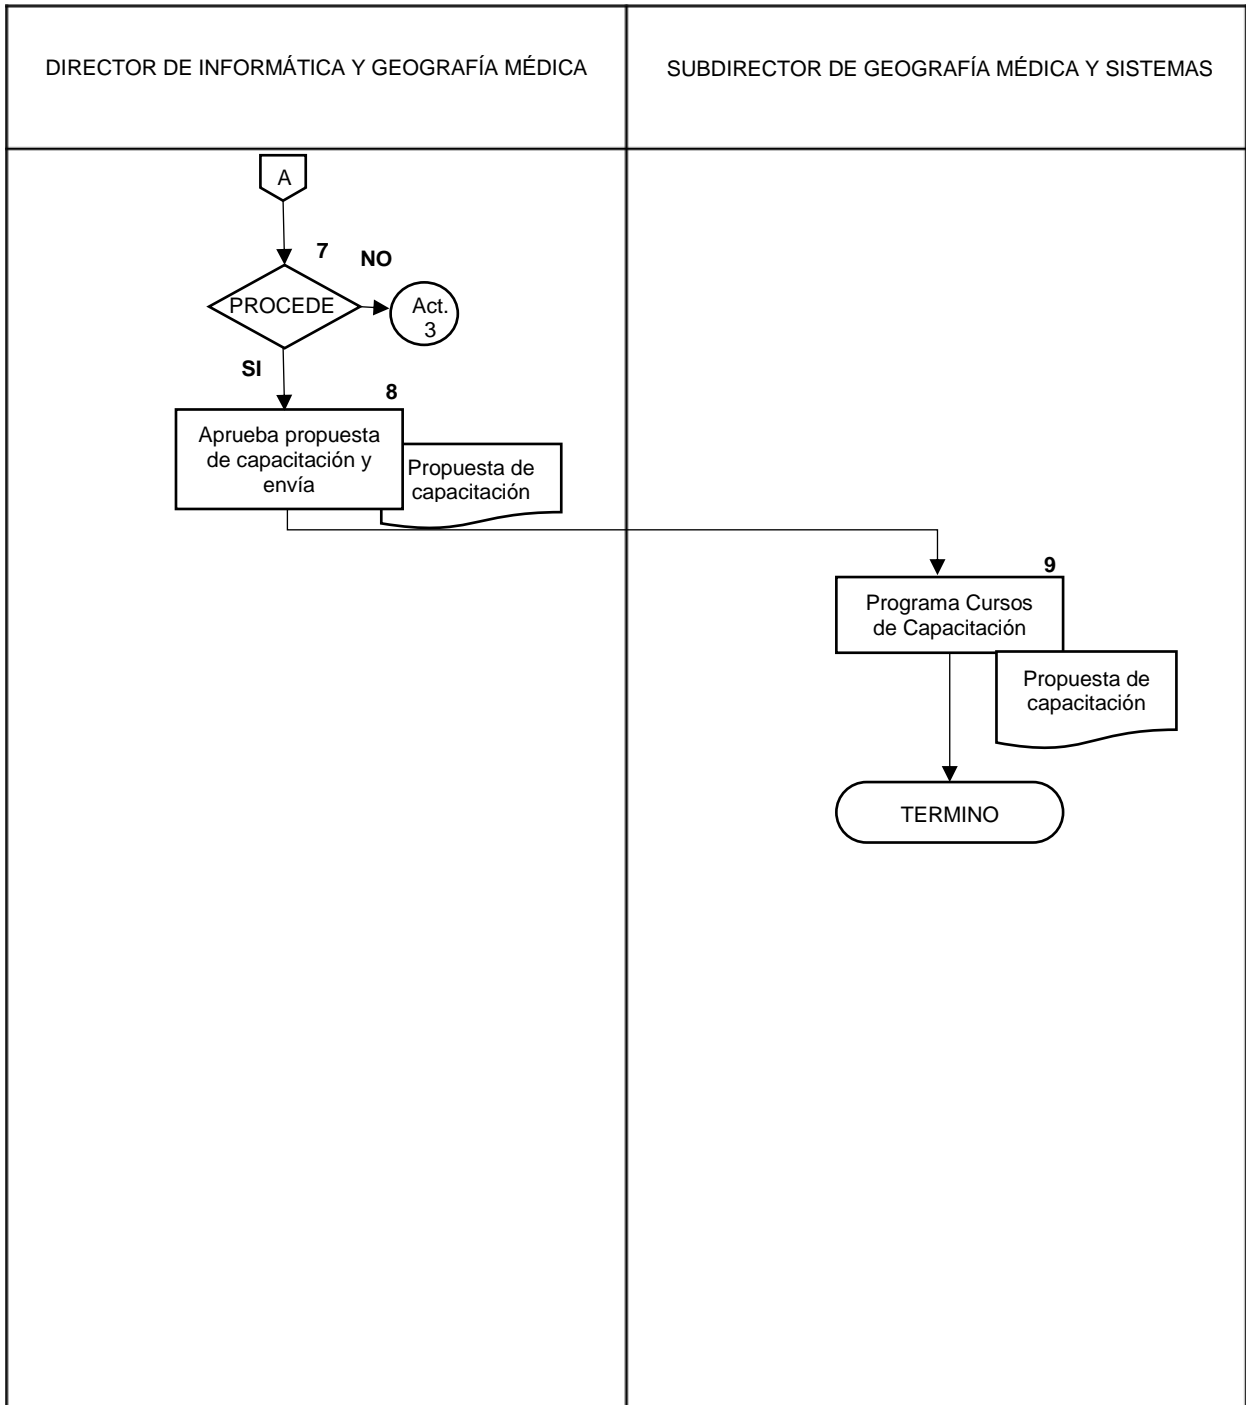 DIRECTOR DE INFORMÁTICA Y GEOGRAFÍA MÉDICA
SUBDIRECTOR DE GEOGRAFÍA MÉDICA Y SISTEMAS
A
7
NO
PROCEDE
Act.
3
SI
8
Aprueba propuesta
de capacitación y
envía
Propuesta de
capacitación
9
Programa Cursos
de Capacitación
Propuesta de
capacitación
TERMINO